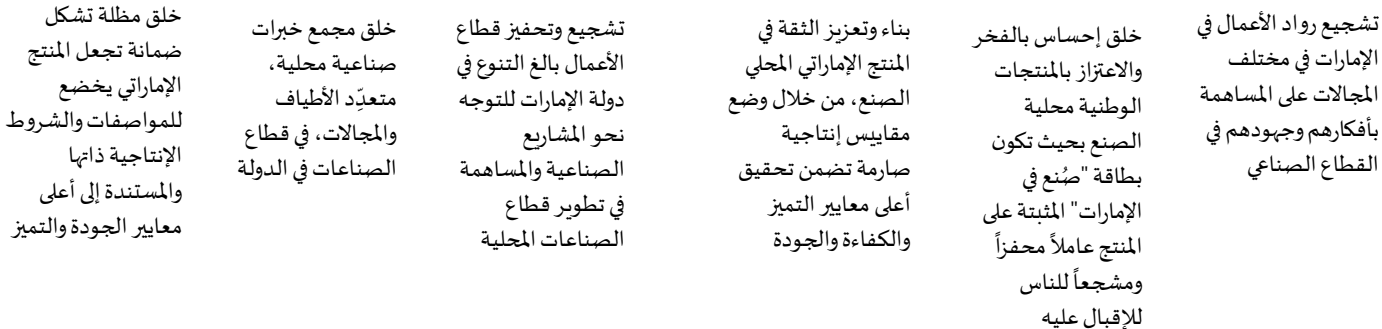 تشجيع رواد الأعمال في
الإمارات في مختلف
المجالات على المساهمة
بأفكارهم وجهودهم في
القطاع الصناعي
خلق إحساس بالفخر
والاعتزاز بالمنتجات
الوطنية محلية
الصنع بحيث تكون
بطاقة "صُنع في
الإمارات" المثبتة على
المنتج عاملاً محفزاً
ومشجعاً للناس
للإقبال عليه
بناء وتعزيز الثقة في
المنتج الإماراتي المحلي
الصنع، من خلال وضع
مقاييس إنتاجية
صارمة تضمن تحقيق
أعلى معايير التميز
والكفاءة والجودة
تشجيع وتحفيز قطاع
الأعمال بالغ التنوع في
دولة الإمارات للتوجه
نحو المشاريع
الصناعية والمساهمة
في تطوير قطاع
الصناعات المحلية
خلق مجمع خبرات
صناعية محلية،
متعدِّد الأطياف
والمجالات، في قطاع
الصناعات في الدولة
خلق مظلة تشكل
ضمانة تجعل المنتج
الإماراتي يخضع
للمواصفات والشروط
الإنتاجية ذاتها
والمستندة إلى أعلى
معايير الجودة والتميز